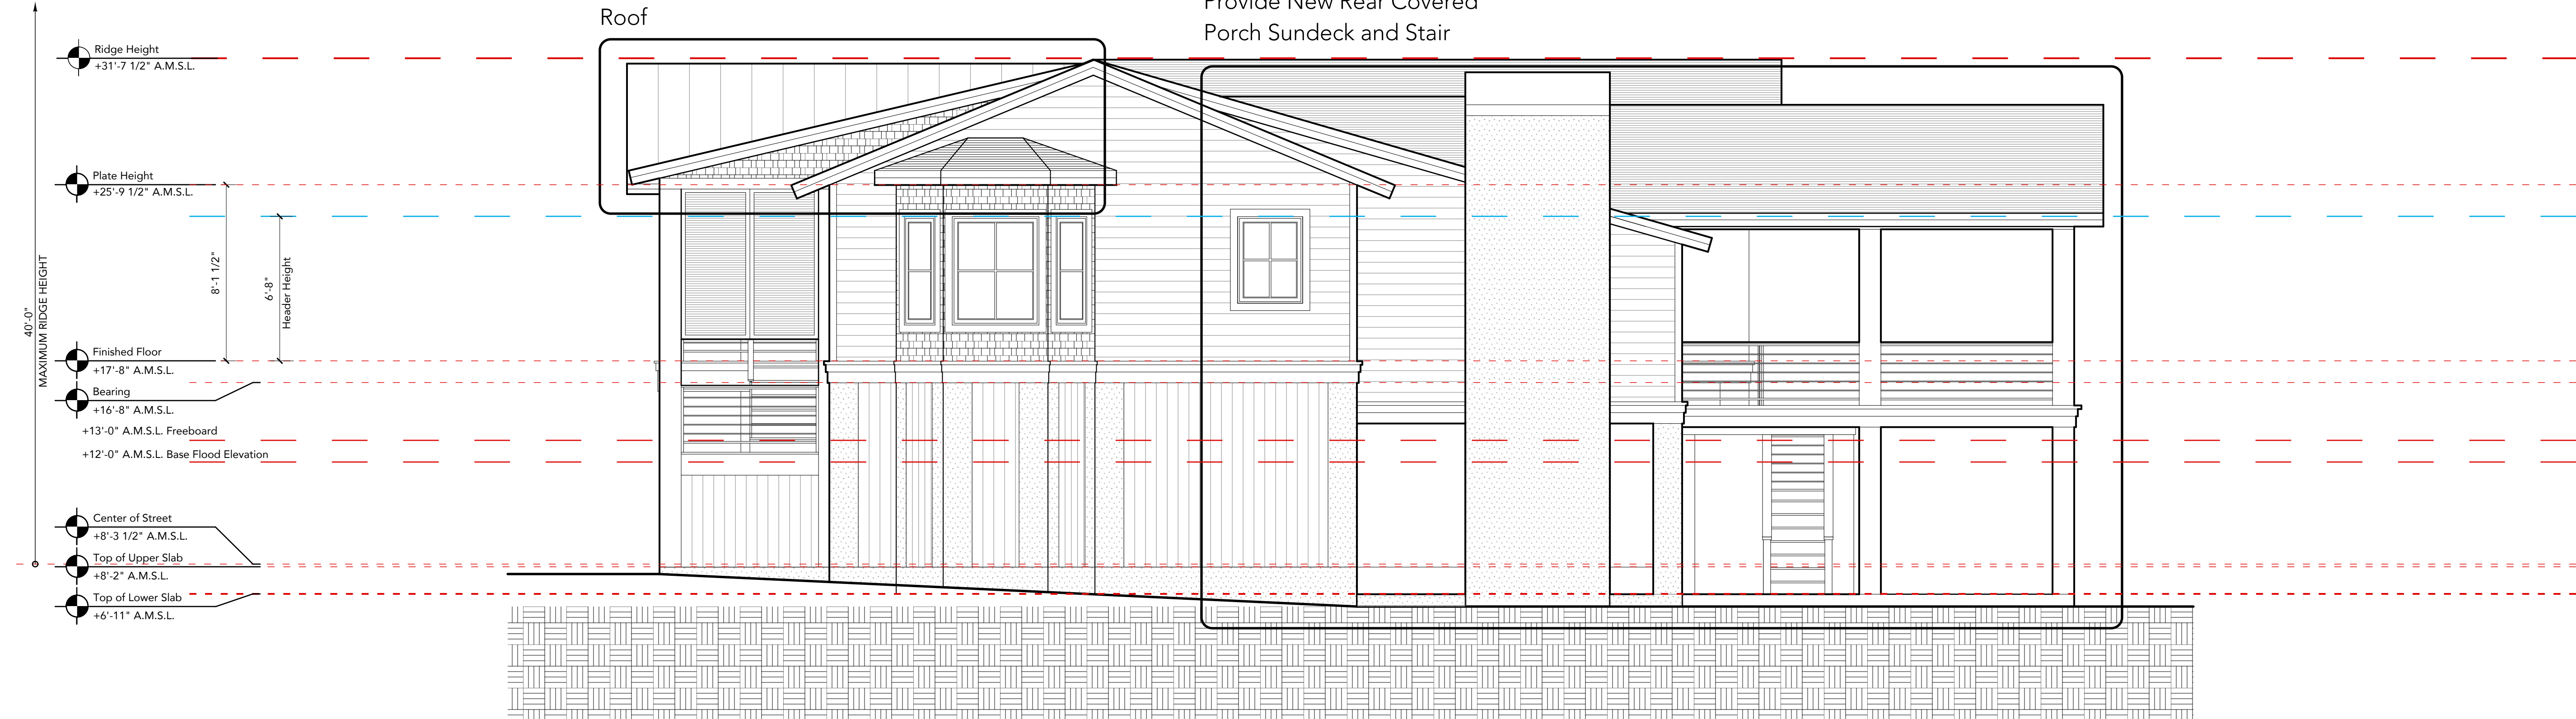 Roof
Provide New Rear Covered
Porch Sundeck and Stair
Ridge Height
+31'-7 1/2" A.M.S.L.
Plate Height
+25'-9 1/2" A.M.S.L.
8'-1 1/2"
6'-8"
Header Height
40'-0"
MAXIMUM RIDGE HEIGHT
Finished Floor
+17'-8" A.M.S.L.
Bearing
+16'-8" A.M.S.L.
+13'-0" A.M.S.L. Freeboard
+12'-0" A.M.S.L. Base Flood Elevation
Center of Street
+8'-3 1/2" A.M.S.L.
Top of Upper Slab
+8'-2" A.M.S.L.
Top of Lower Slab
+6'-11" A.M.S.L.